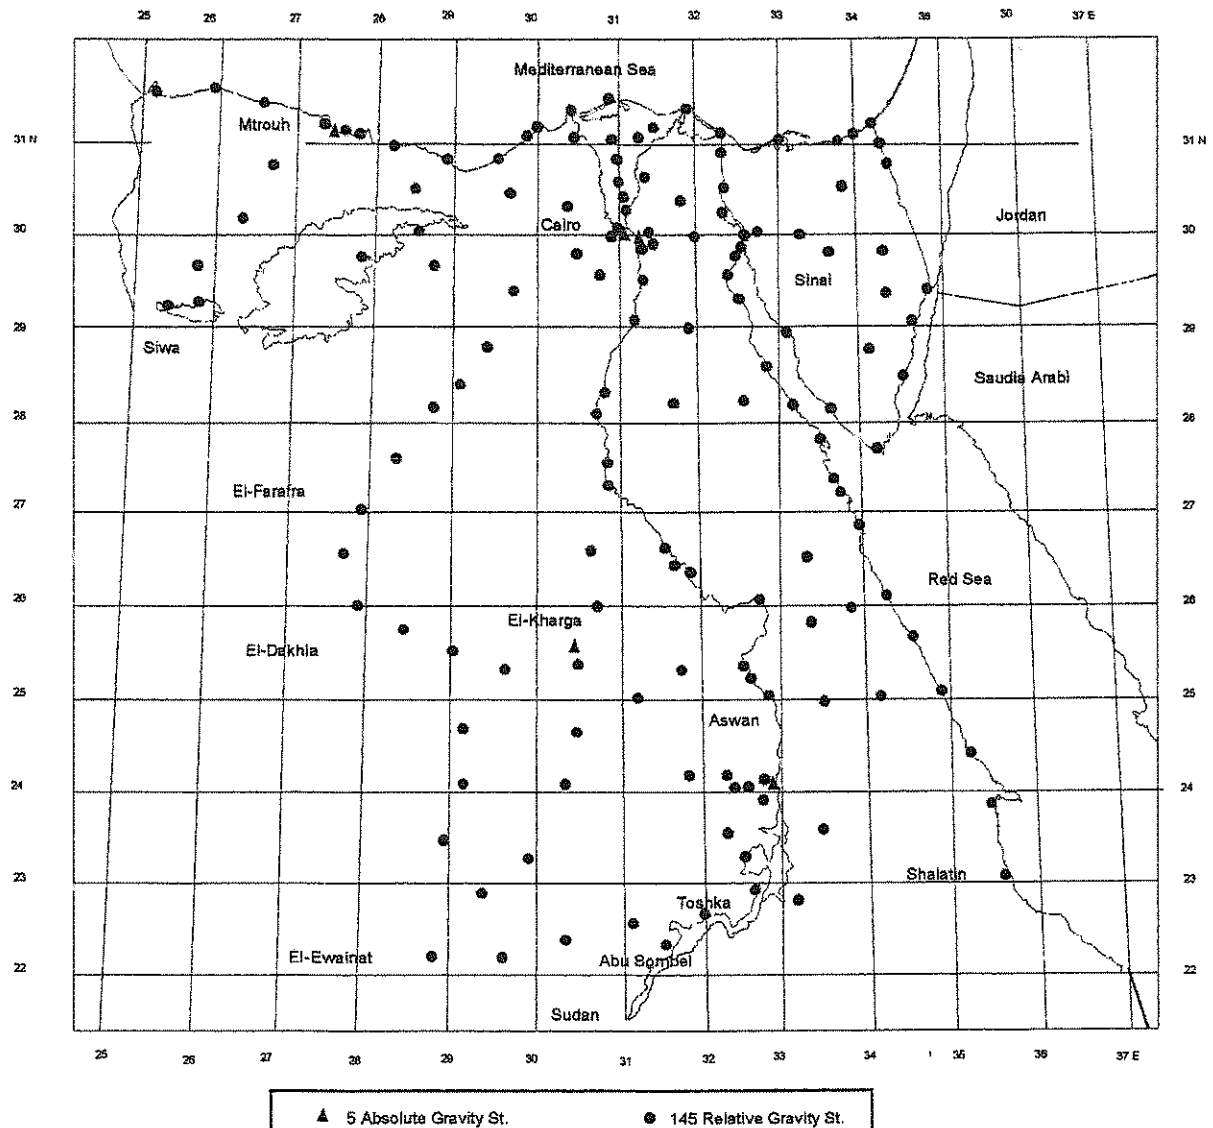 25 26 27 28 29 30 31 32 33 34 35 30 37 E
Mediterranean Sea
Mtrouh
31 N 31 N
Jordan
Cairo
30 30
Sinai
29 29
Siwa
Saudia Arabi
28 28
El-Farafra
27 27
Red Sea
26 20
El-Kharga
El-Dakhla
25 25
Aswan
24 24
Shalatin
23 23
Toshka
El-Ewainat Abu Sombel
22 22
Sudan
25 26 27 28 29 30 31 32 33 34 35 36 37 E
5 Absolute Gravity St. 145 Relative Gravity St.